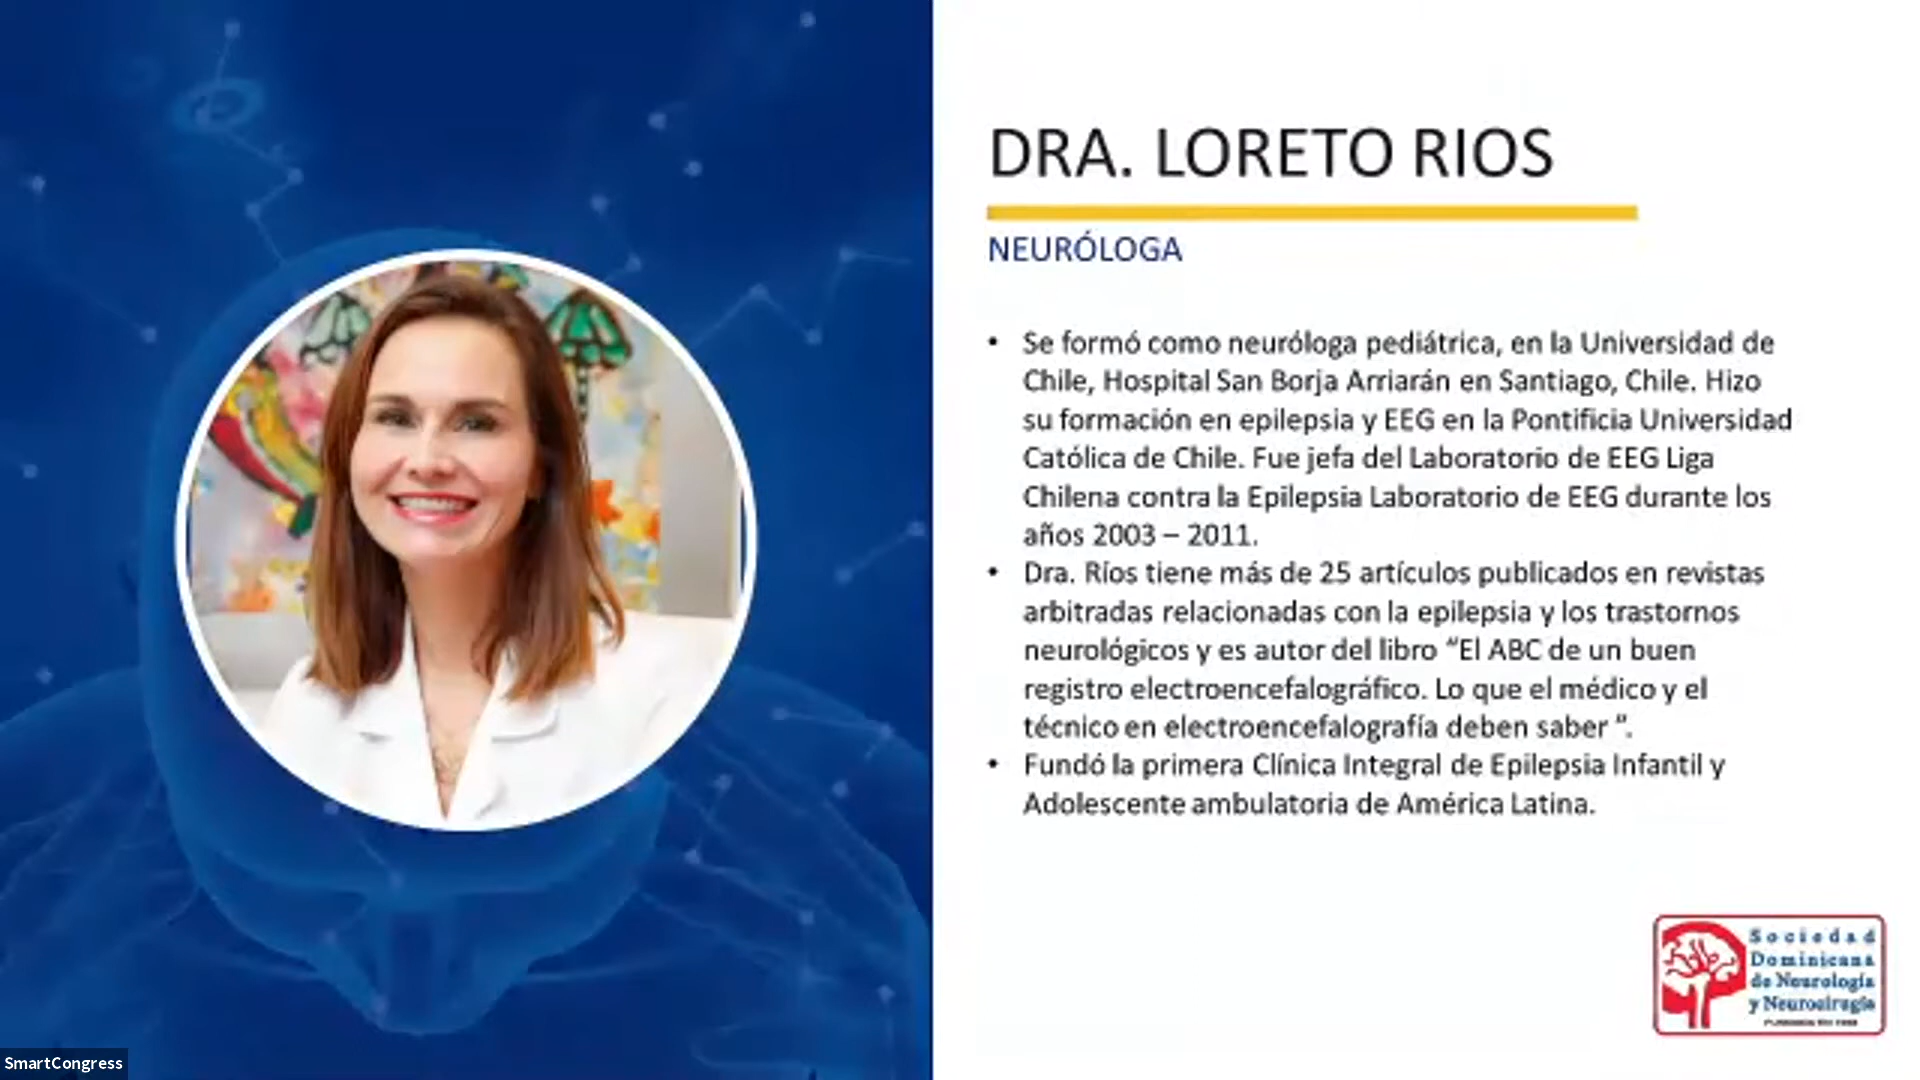 DRA. LORETO RIOS
NEURÓLOGA
• Se formó como neuróloga pediátrica, en la Universidad de
Chile, Hospital San Borja Arriarán en Santiago, Chile. Hizo
su formación en epilepsia y EEG en la Pontificia Universidad
Católica de Chile. Fue jefa del Laboratorio de EEG Liga
Chilena contra la Epilepsia Laboratorio de EEG durante los
años 2003 – 2011.
• Dra. Ríos tiene más de 25 artículos publicados en revistas
arbitradas relacionadas con la epilepsia y los trastornos
neurológicos y es autor del libro “El ABC de un buen
registro electroencefalográfico. Lo que el médico y el
técnico en electroencefalografía deben saber ”.
• Fundó la primera Clínica Integral de Epilepsia Infantil y
Adolescente ambulatoria de América Latina.
Sociedad
Dominicana
de Neurología
y Neurocirugía
SmartCongress